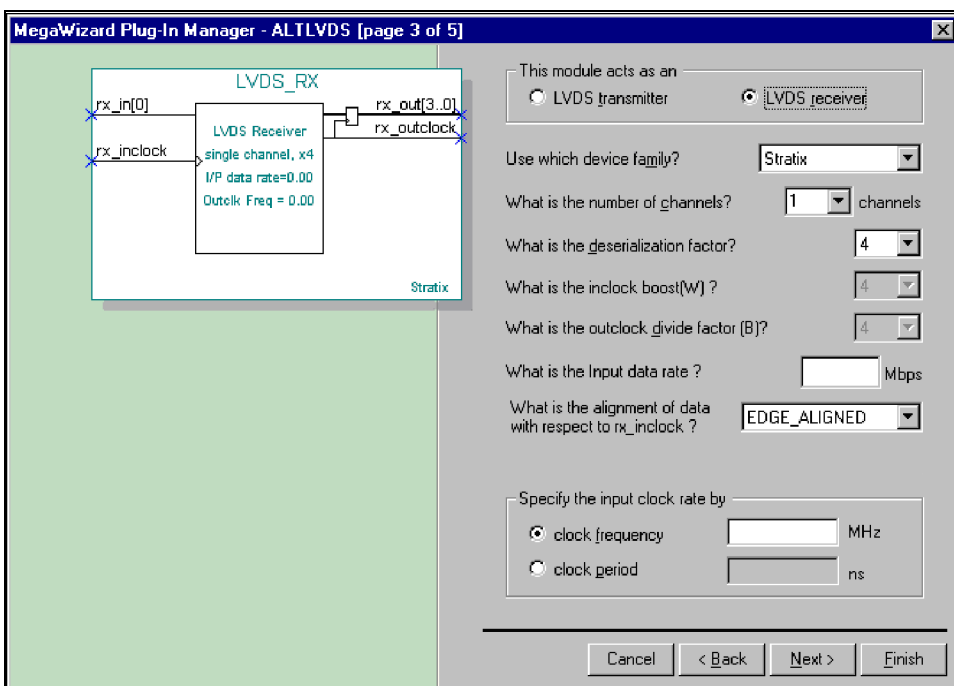 MegaWizard Plug-In Manager - ALTLVDS [page 3 of 5]
LVDS_RX
rx_in[0]
rx_out[3..0]
rx_outclock
rx_inclock
LVDS Receiver
single channel, x4
I/P data rate=0.00
Outclk Freq = 0.00
Stratix
This module acts as an
LVDS transmitter
LVDS receiver
Use which device family?
Stratix
What is the number of channels?
1
channels
What is the deserialization factor?
4
What is the inclock boost(W) ?
4
What is the outclock divide factor (B)?
4
What is the Input data rate ?
Mbps
What is the alignment of data
with respect to rx_inclock ?
EDGE_ALIGNED
Specify the input clock rate by
clock frequency
MHz
clock period
ns
Cancel
< Back
Next >
Finish